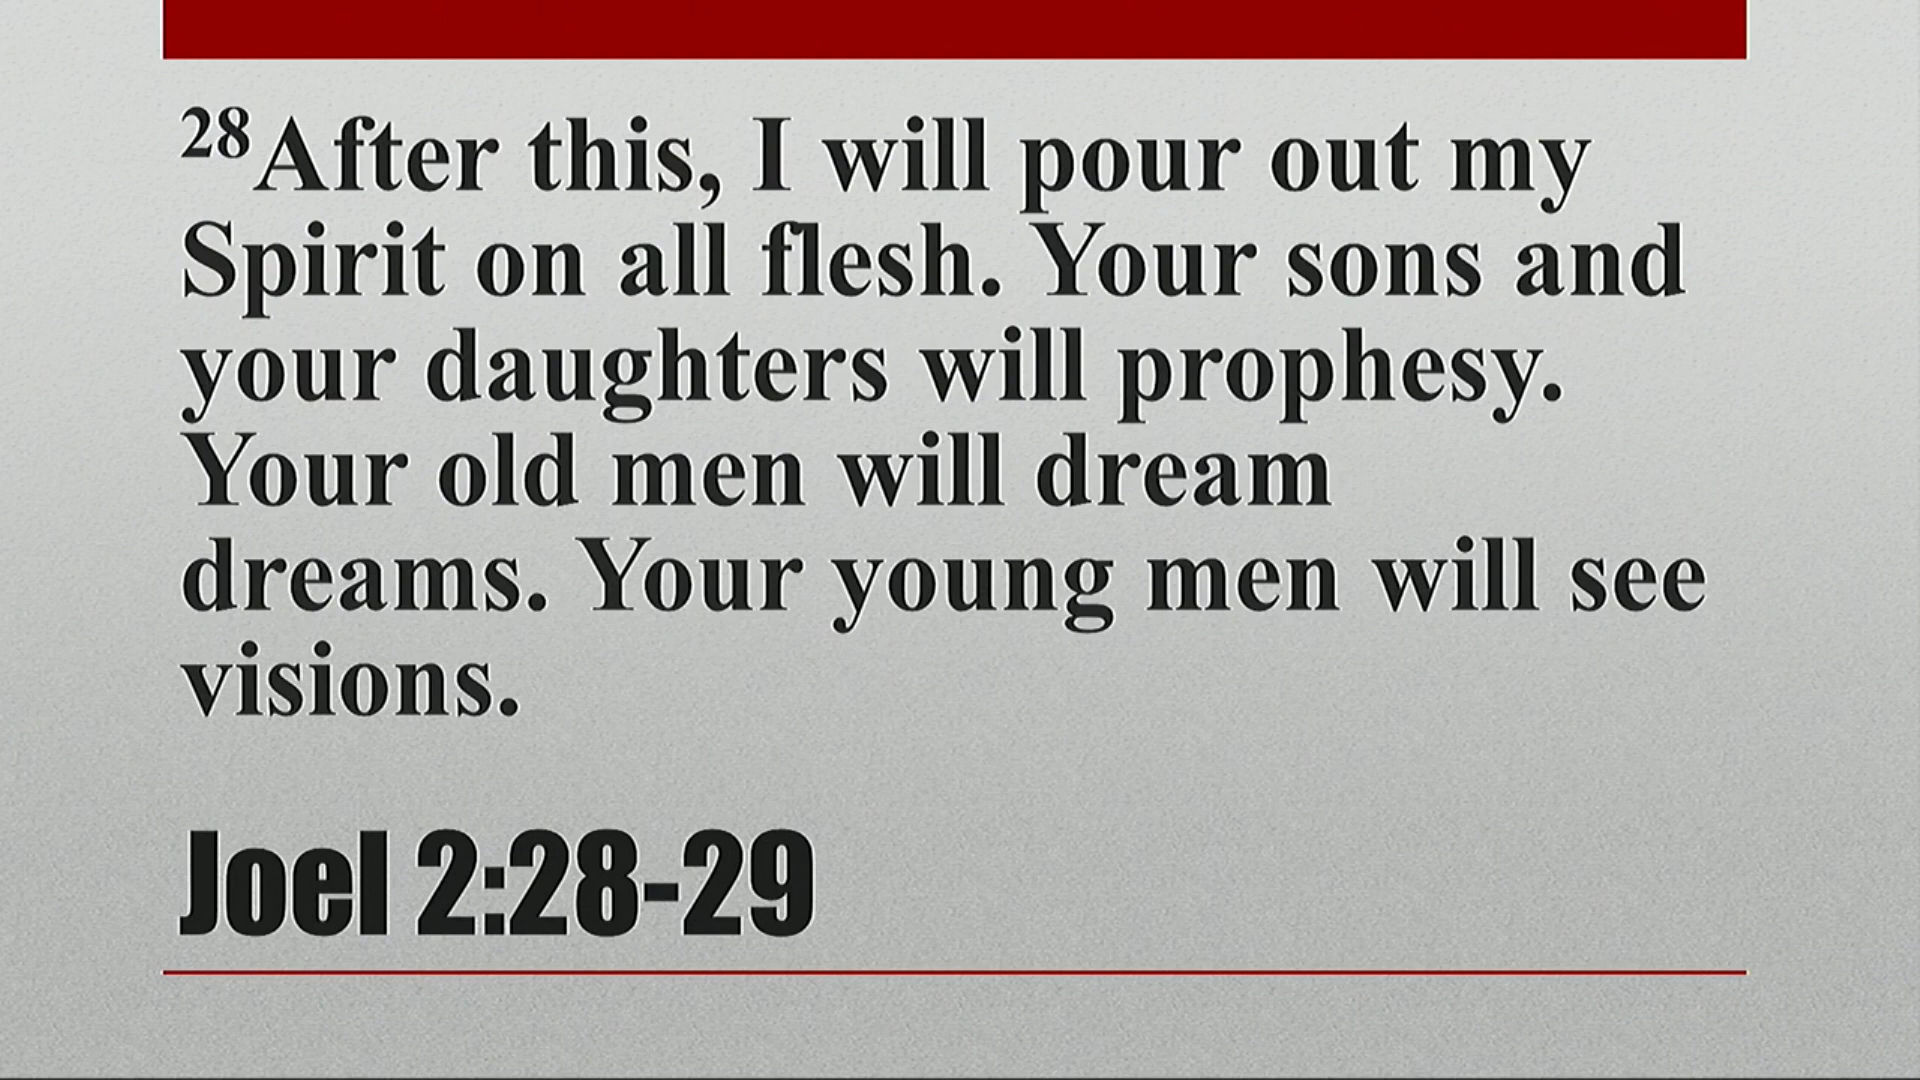 28After this, I will pour out my
Spirit on all flesh. Your sons and
your daughters will prophesy.
Your old men will dream
dreams. Your young men will see
visions.
Joel 2:28-29